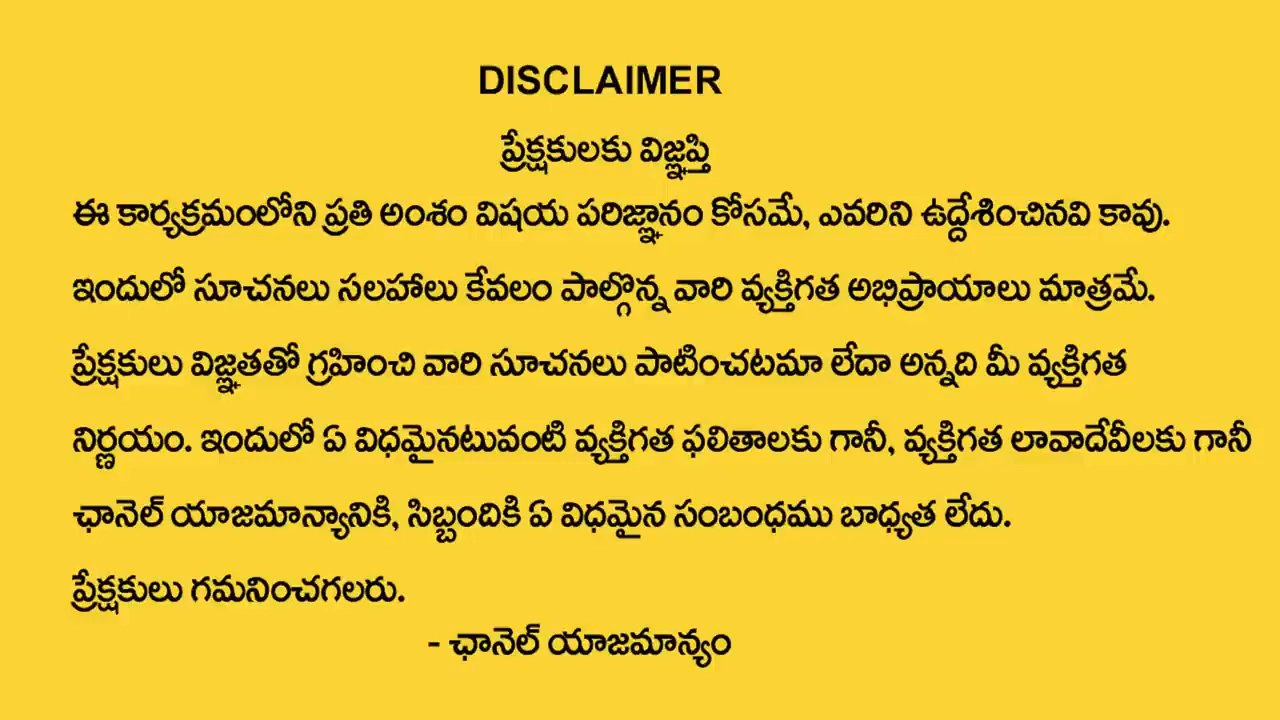 DISCLAIMER
ప్రేక్షకులకు విజ్ఞప్తి
ఈ కార్యక్రమంలోని ప్రతి అంశం విషయ పరిజ్ఞానం కోసమే, ఎవరిని ఉద్దేశించినవి కావు.
ఇందులో సూచనలు సలహాలు కేవలం పాల్గొన్న వారి వ్యక్తిగత అభిప్రాయాలు మాత్రమే.
ప్రేక్షకులు విజ్ఞతతో గ్రహించి వారి సూచనలు పాటించటమా లేదా అన్నది మీ వ్యక్తిగత
నిర్ణయం. ఇందులో ఏ విధమైనటువంటి వ్యక్తిగత ఫలితాలకు గానీ, వ్యక్తిగత లావాదేవీలకు గానీ
ఛానెల్ యాజమాన్యానికి, సిబ్బందికి ఏ విధమైన సంబంధము బాధ్యత లేదు.
ప్రేక్షకులు గమనించగలరు.
- ఛానెల్ యాజమాన్యం